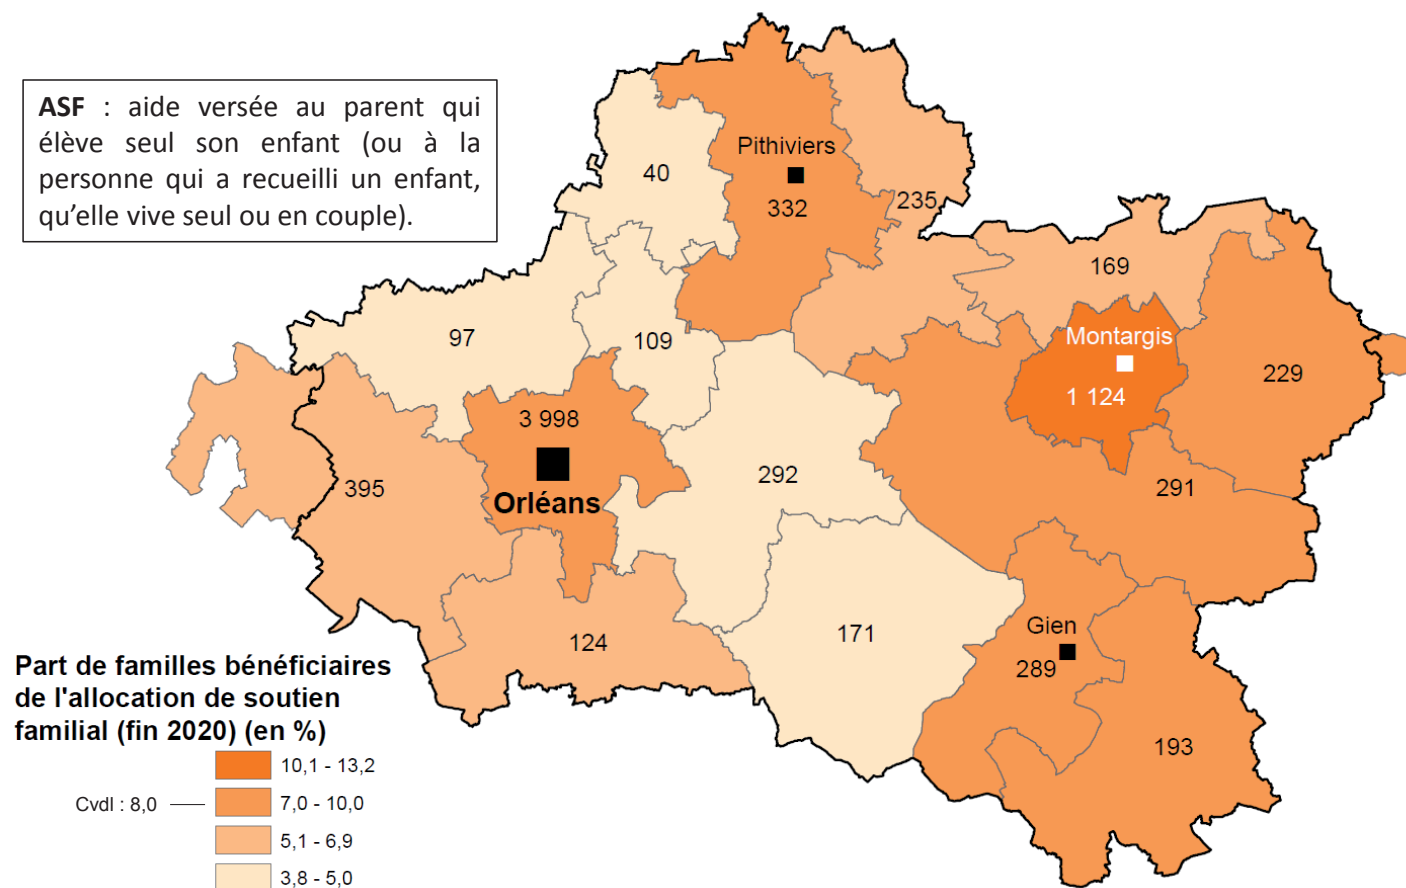 ASF : aide versée au parent qui
élève seul son enfant (ou à la
personne qui a recueilli un enfant,
qu'elle vive seul ou en couple).
Pithiviers
40
332
235
169
97
109
Montargis
1 124
229
3 998
Orléans
395
292
291
124
171
Gien
289
193
Part de familles bénéficiaires
de l'allocation de soutien
familial (fin 2020) (en %)
10,1 - 13,2
Cvdl : 8,0
7,0 - 10,0
5,1 - 6,9
3,8 - 5,0